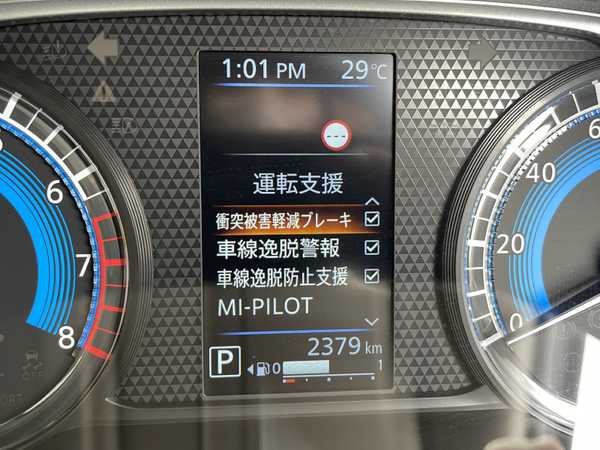 1:01 PM 29℃
---
運転支援
衝突被害軽減ブレーキ
車線逸脱警報
車線逸脱防止支援
MI-PILOT
2379 km
P 0 1
6
7
8
40
20
0
OFF